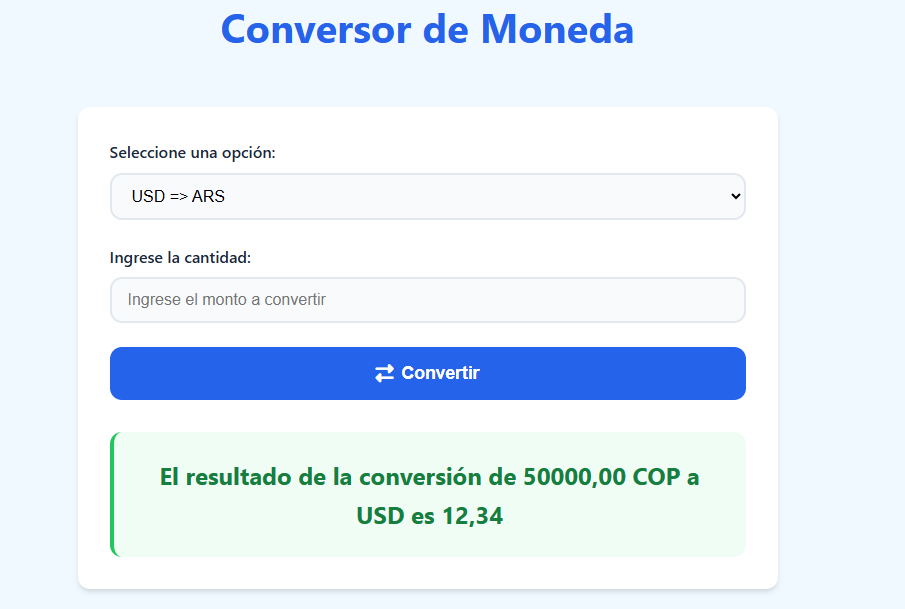 Conversor de Moneda
Seleccione una opción:
USD => ARS
Ingrese la cantidad:
Ingrese el monto a convertir
Convertir
El resultado de la conversión de 50000,00 COP a
USD es 12,34